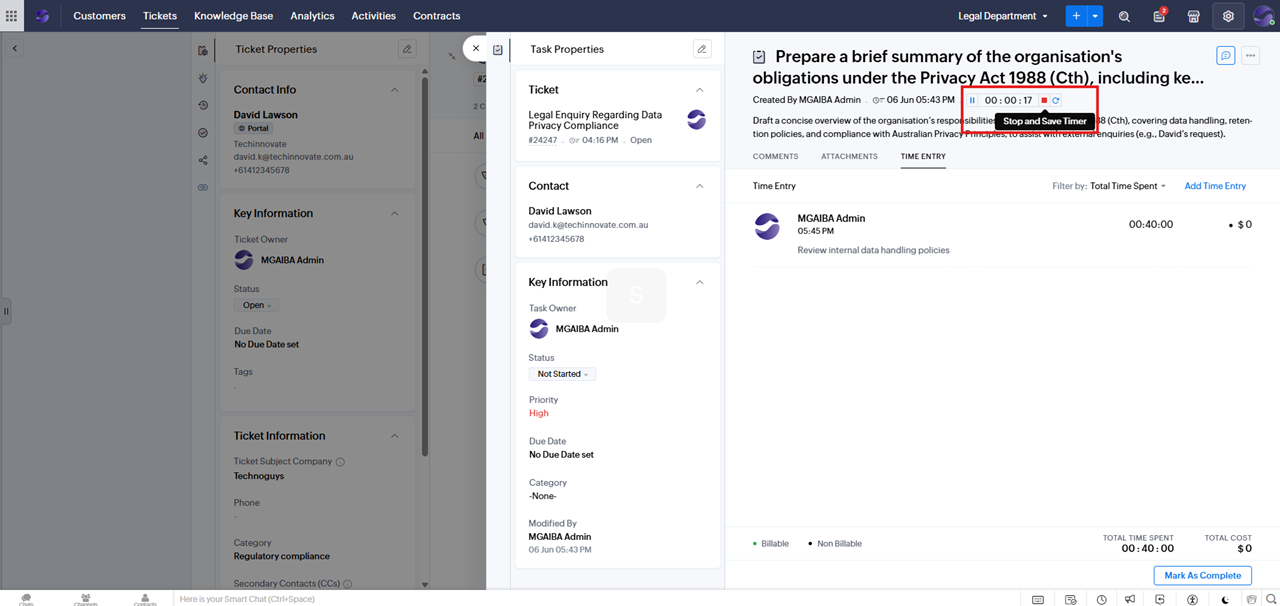 Customers
Tickets
Knowledge Base
Analytics
Activities
Contracts
Legal Department
2
Ticket Properties
Contact Info
David Lawson
Portal
Technoinnovate
david.k@techinnovate.com.au
+61412345678
Key Information
Ticket Owner
MGAIBA Admin
Status
Open
Due Date
No Due Date set
Tags
-
Ticket Information
Ticket Subject Company
Technoguys
Phone
-
Category
Regulatory compliance
Secondary Contacts (CCs)
#2
2 C
All
Task Properties
Ticket
Legal Enquiry Regarding Data
Privacy Compliance
#24247 . 04:16 PM . Open
Contact
David Lawson
david.k@techinnovate.com.au
+61412345678
Key Information
S
Task Owner
MGAIBA Admin
Status
Not Started
Priority
High
Due Date
No Due Date set
Category
-None-
Modified By
MGAIBA Admin
06 Jun 05:43 PM
Prepare a brief summary of the organisation's
obligations under the Privacy Act 1988 (Cth), including ke...
Created By MGAIBA Admin . 06 Jun 05:43 PM . 00 : 00 : 17
Stop and Save Timer
Draft a concise overview of the organisation's responsibilities 88 (Cth), covering data handling, reten-
tion policies, and compliance with Australian Privacy Principles, to assist with external enquiries (e.g., David's request).
COMMENTS
ATTACHMENTS
TIME ENTRY
Time Entry
Filter by: Total Time Spent
Add Time Entry
MGAIBA Admin
05:45 PM
Review internal data handling policies
00:40:00
• $ 0
Billable
Non Billable
TOTAL TIME SPENT
00 : 40 : 00
TOTAL COST
$ 0
Mark As Complete
Chats
Channels
Contacts
Here is your Smart Chat (Ctrl+Space)